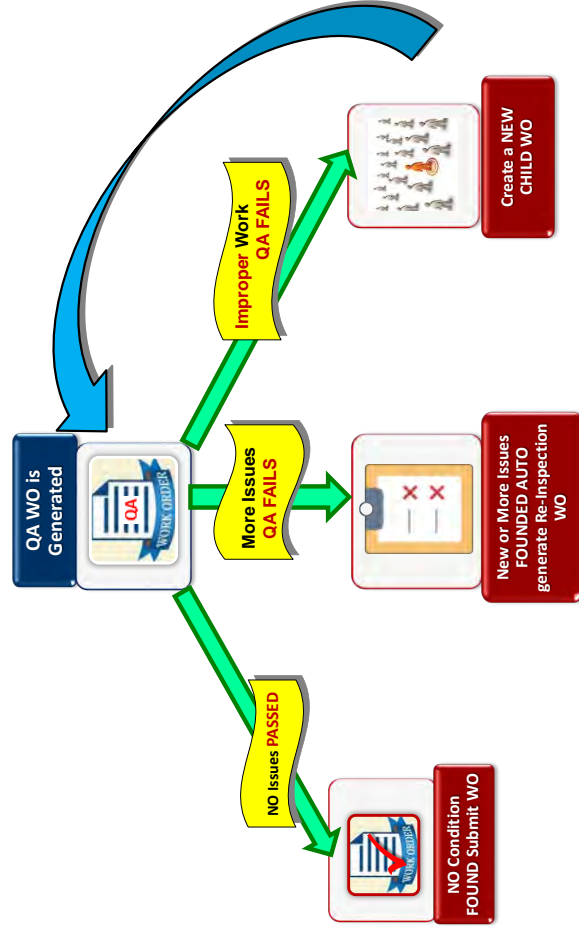 QA WO is
Generated
QA
WORK ORDER
NO Issues PASSED
More Issues
QA FAILS
Improper Work
QA FAILS
WORK ORDER
NO Condition
FOUND Submit WO
New or More Issues
FOUNDED AUTO
generate Re-Inspection
WO
Create a NEW
CHILD WO